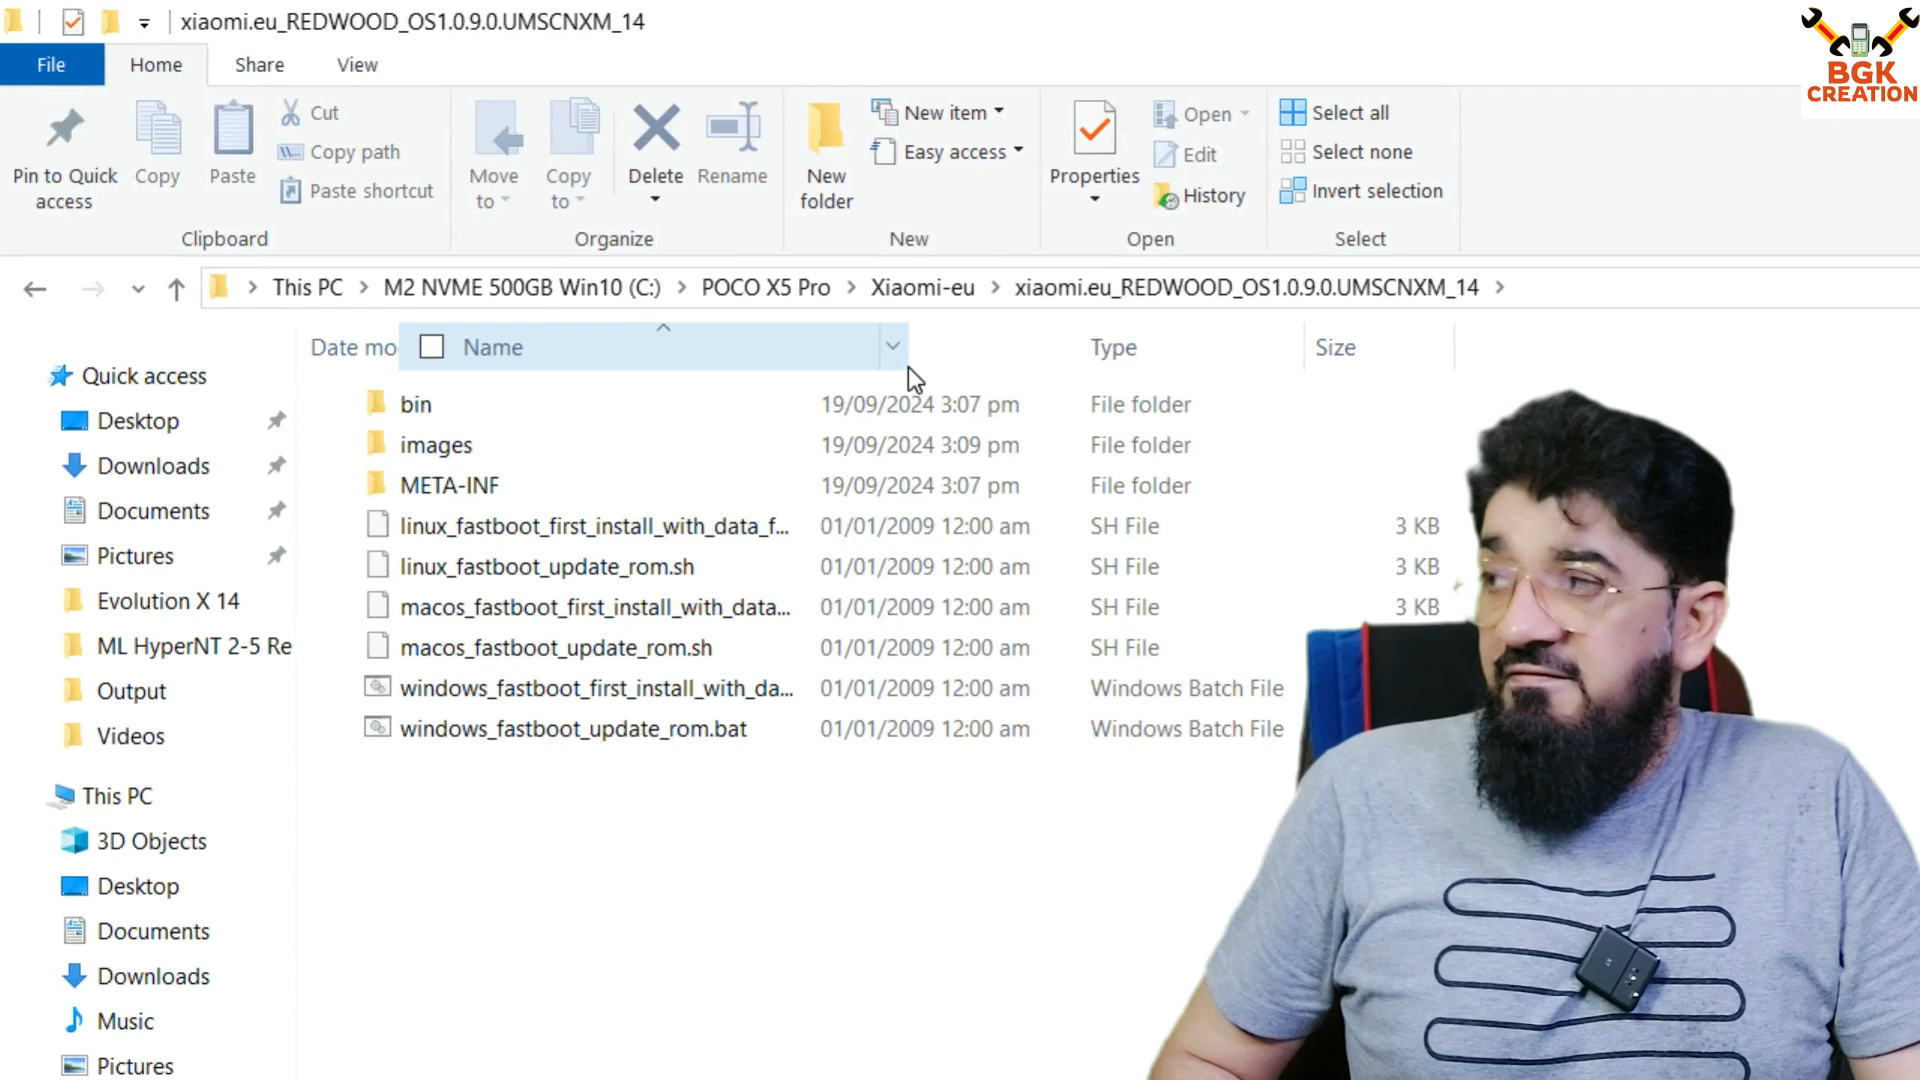 xiaomi.eu_REDWOOD_OS1.0.9.0.UMSCNXM_14
BGK
CREATION
File Home Share View
Pin to Quick access
Copy
Paste
Cut
Copy path
Paste shortcut
Clipboard
Move to
Copy to
Delete
Rename
Organize
New folder
New item
Easy access
New
Properties
Open
Edit
History
Open
Select all
Select none
Invert selection
Select
This PC > M2 NVME 500GB Win10 (C:) > POCO X5 Pro > Xiaomi-eu > xiaomi.eu_REDWOOD_OS1.0.9.0.UMSCNXM_14 >
Date mo Name Type Size
bin 19/09/2024 3:07 pm File folder
images 19/09/2024 3:09 pm File folder
META-INF 19/09/2024 3:07 pm File folder
linux_fastboot_first_install_with_data_f... 01/01/2009 12:00 am SH File 3 KB
linux_fastboot_update_rom.sh 01/01/2009 12:00 am SH File 3 KB
macos_fastboot_first_install_with_data... 01/01/2009 12:00 am SH File 3 KB
macos_fastboot_update_rom.sh 01/01/2009 12:00 am SH File
windows_fastboot_first_install_with_da... 01/01/2009 12:00 am Windows Batch File
windows_fastboot_update_rom.bat 01/01/2009 12:00 am Windows Batch File
Quick access
Desktop
Downloads
Documents
Pictures
Evolution X 14
ML HyperNT 2-5 Re
Output
Videos
This PC
3D Objects
Desktop
Documents
Downloads
Music
Pictures